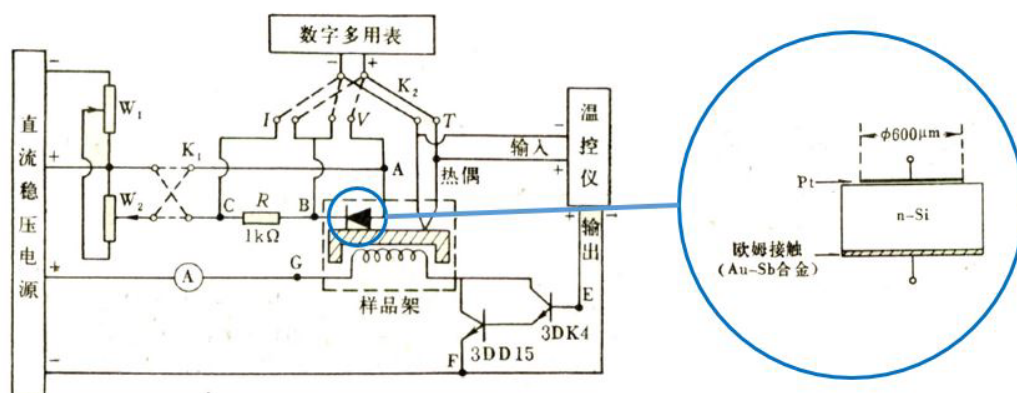 数字多用表
－ ＋
K₂
I V T
－
＋
－
W₁
＋
W₂
K₁
A
输入
热偶
温控仪
－
＋
直流稳压电源
C
R
1kΩ
B
＋
－
输出
＋
A
G
样品架
E
3DK4
3DD15
F
－
φ600μm
Pt
n-Si
欧姆接触
(Au-Sb合金)